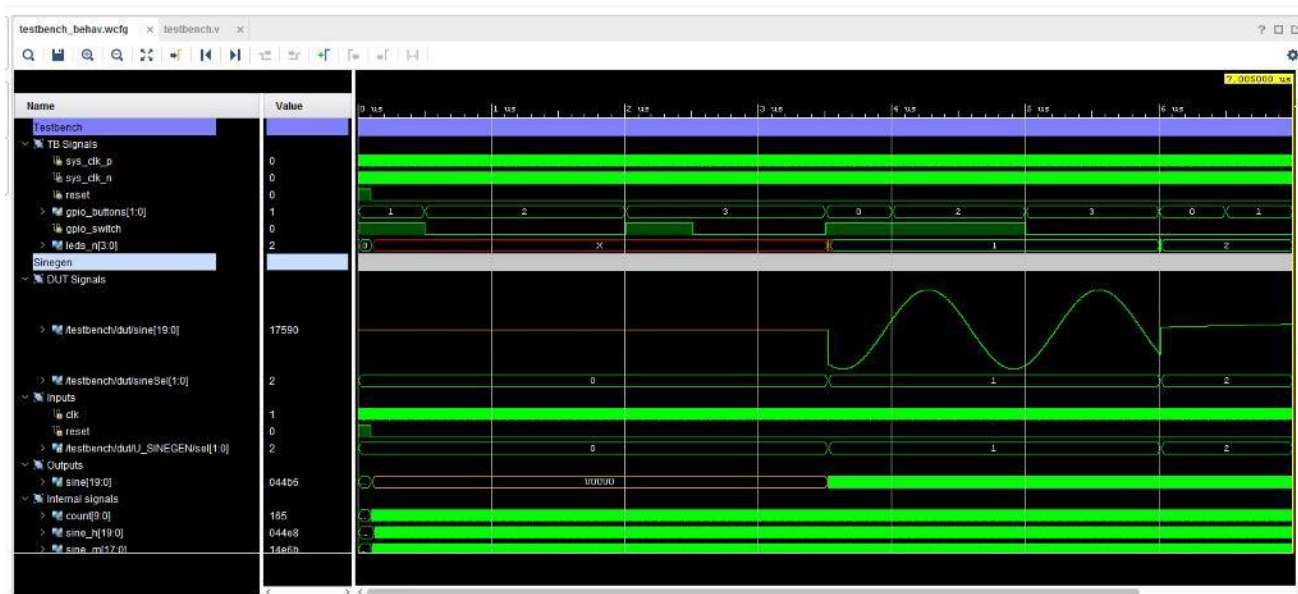 testbench_behav.wcfg × testbench.v ×
7.005000 us
Name Value 0 us 1 us 2 us 3 us 4 us 5 us 6 us
Testbench
TB Signals
sys_clk_p 0
sys_clk_n 0
reset 0
gpio_buttons[1:0] 1 1 2 3 0 2 3 0 1
gpio_switch 0
leds_n[3:0] 2 0 X 1 2
Sinegen
DUT Signals
/testbench/dut/sine[19:0] 17590
/testbench/dut/sineSel[1:0] 2 0 1 2
Inputs
clk 1
reset 0
/testbench/dut/U_SINEGEN/sel[1:0] 2 0 1 2
Outputs
sine[19:0] 044b6 UUUUU
Internal signals
count[9:0] 165
sine_h[19:0] 044e8
sine_m[17:0] 14e6b